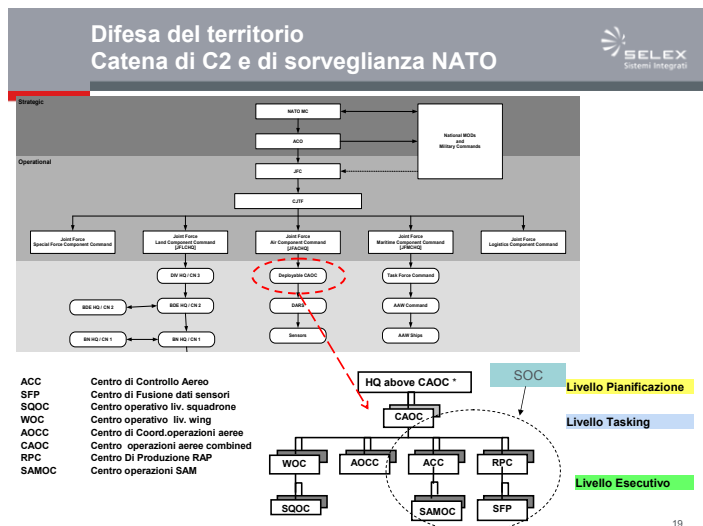 Difesa del territorio
Catena di C2 e di sorveglianza NATO
SELEX
Sistemi Integrati
Strategic
NATO MC
National MODs
and
Military Commands
ACO
Operational
JFC
CJTF
Joint Force
Special Force Component Command
Joint Force
Land Component Command
[JFLCHQ]
Joint Force
Air Component Command
[JFACHQ]
Joint Force
Maritime Component Command
[JFMCHQ]
Joint Force
Logistics Component Command
DIV HQ / CN 3
Deployable CAOC
Task Force Command
BDE HQ / CN 2
BDE HQ / CN 2
DARS
AAW Command
BN HQ / CN 1
BN HQ / CN 1
Sensors
AAW Ships
ACC Centro di Controllo Aereo
SFP Centro di Fusione dati sensori
SQOC Centro operativo liv. squadrone
WOC Centro operativo liv. wing
AOCC Centro di Coord.operazioni aeree
CAOC Centro operazioni aeree combined
RPC Centro Di Produzione RAP
SAMOC Centro operazioni SAM
HQ above CAOC *
SOC
Livello Pianificazione
CAOC
Livello Tasking
WOC
AOCC
ACC
RPC
Livello Esecutivo
SQOC
SAMOC
SFP
19